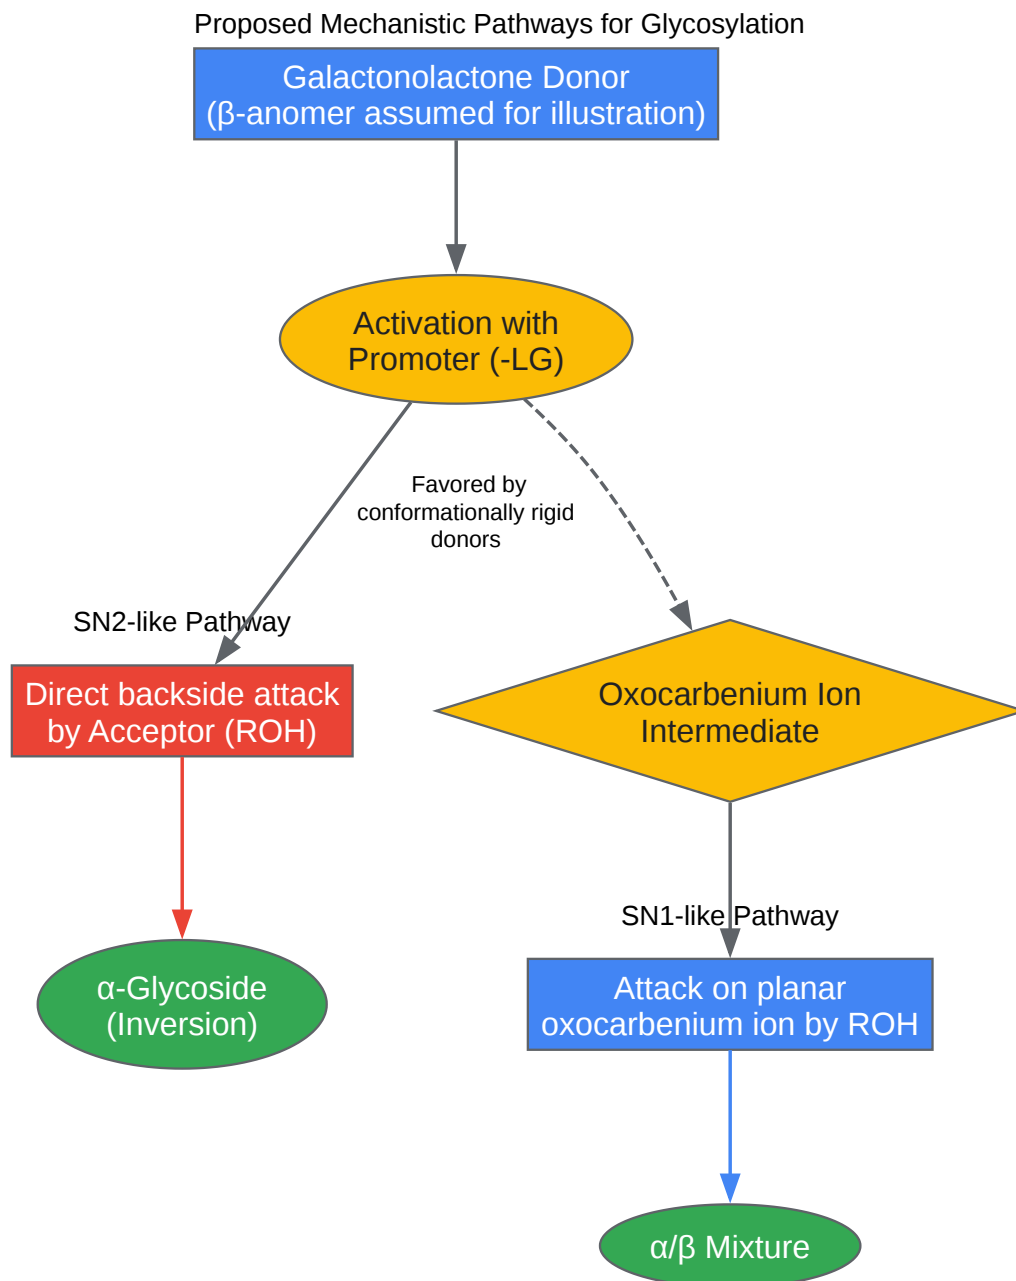 Proposed Mechanistic Pathways for Glycosylation
Galactonolactone Donor
(β-anomer assumed for illustration)
Activation with
Promoter (-LG)
Favored by
conformationally rigid
donors
SN2-like Pathway
Direct backside attack
by Acceptor (ROH)
Oxocarbenium Ion
Intermediate
SN1-like Pathway
α-Glycoside
(Inversion)
Attack on planar
oxocarbenium ion by ROH
α/β Mixture